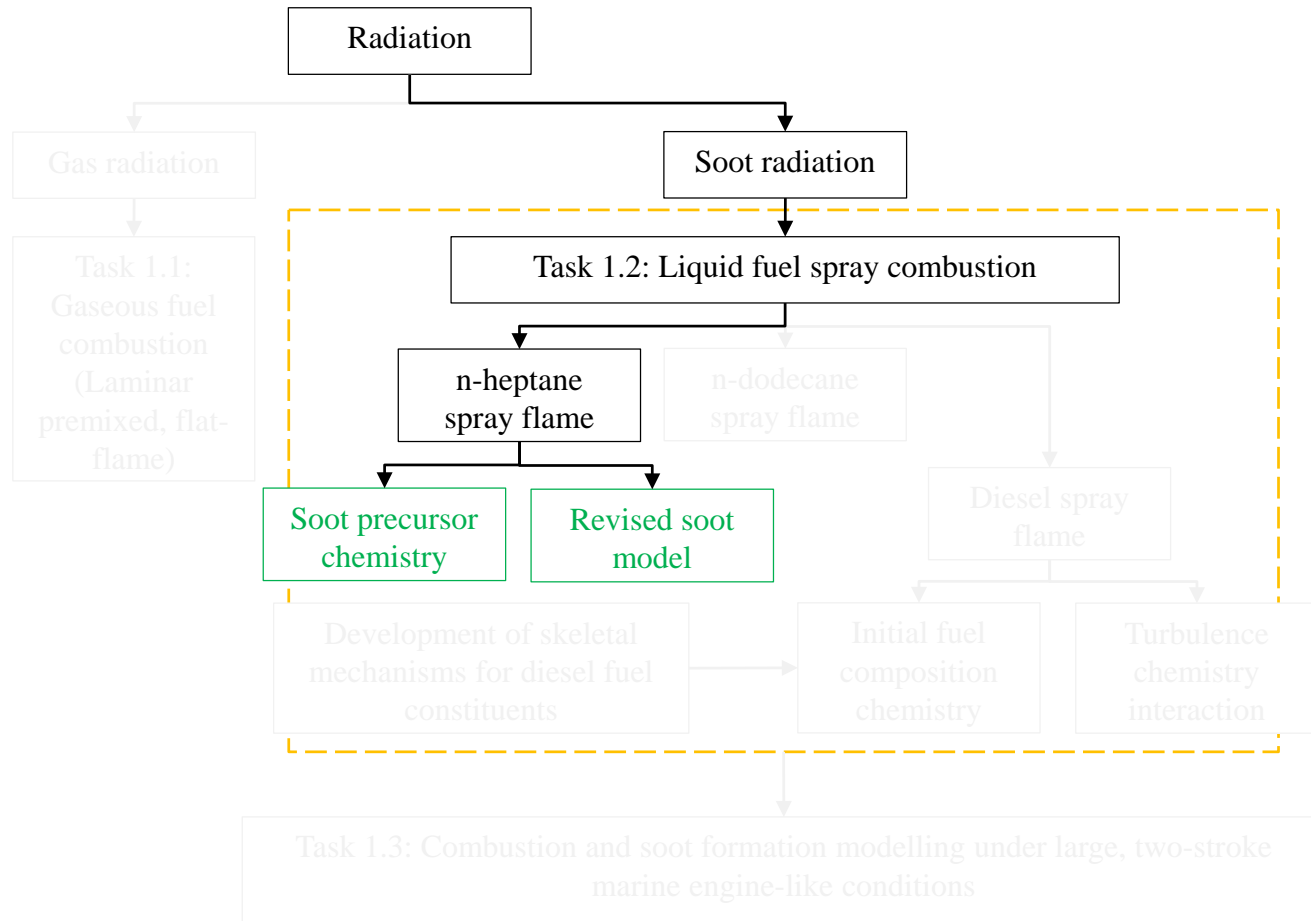 Radiation
Gas radiation
Soot radiation
Task 1.1:
Gaseous fuel
combustion
(Laminar
premixed, flat-
flame)
Task 1.2: Liquid fuel spray combustion
n-heptane
spray flame
n-dodecane
spray flame
Diesel spray
flame
Soot precursor
chemistry
Revised soot
model
Development of skeletal
mechanisms for diesel fuel
constituents
Initial fuel
composition
chemistry
Turbulence
chemistry
interaction
Task 1.3: Combustion and soot formation modelling under large, two-stroke
marine engine-like conditions